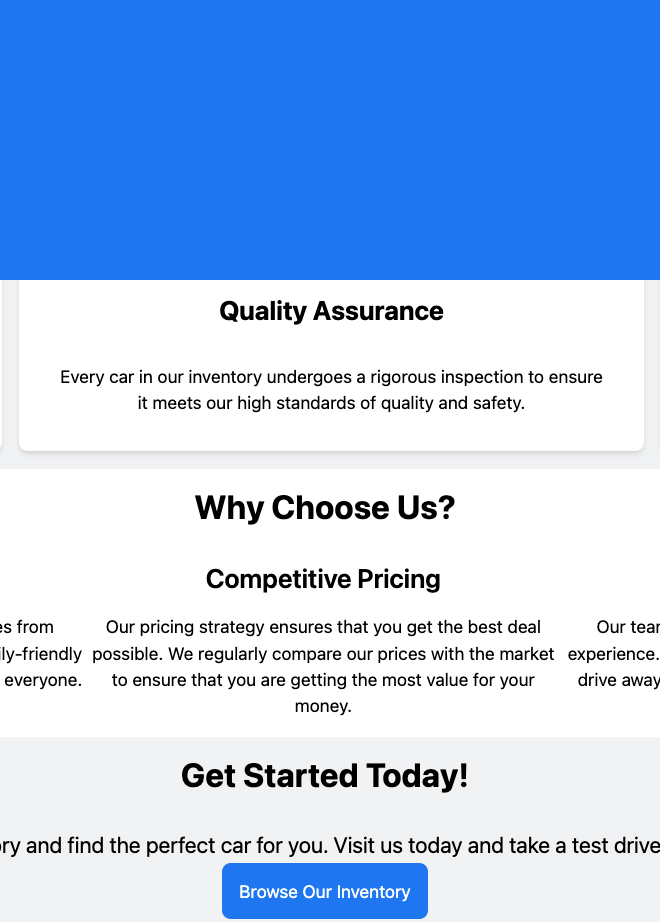 Quality Assurance
Every car in our inventory undergoes a rigorous inspection to ensure
it meets our high standards of quality and safety.
Why Choose Us?
Competitive Pricing
from
Our pricing strategy ensures that you get the best deal
Our
friendly
possible. We regularly compare our prices with the market
experience.
everyone.
to ensure that you are getting the most value for your
drive away
money.
Get Started Today!
and find the perfect car for you. Visit us today and take a test drive
Browse Our Inventory